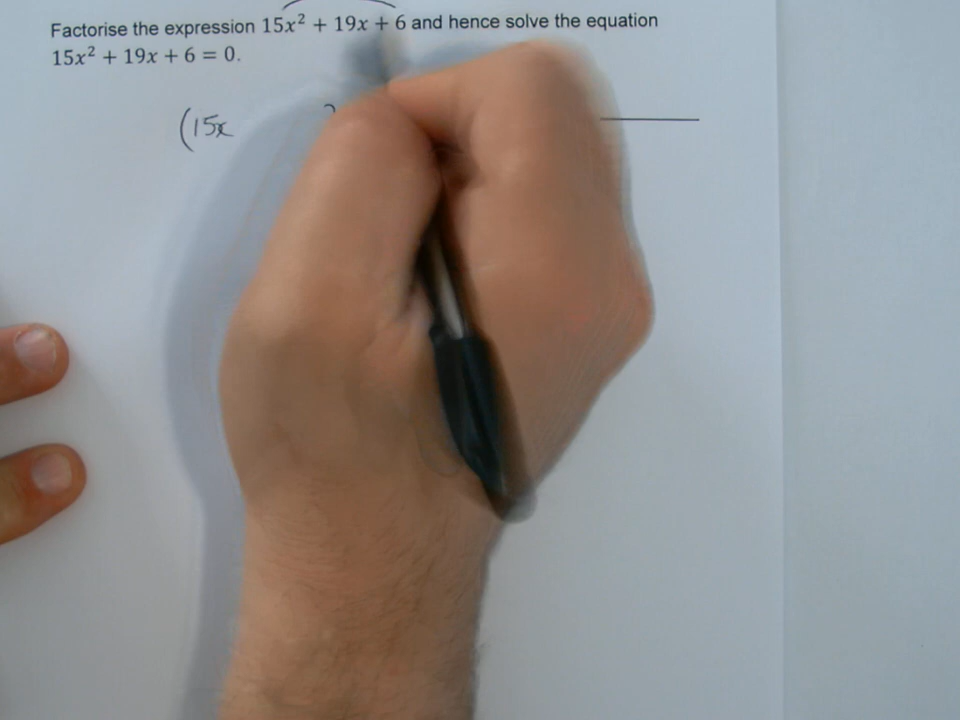 Factorise the expression 15x² + 19x + 6 and hence solve the equation
15x² + 19x + 6 = 0.
(15x